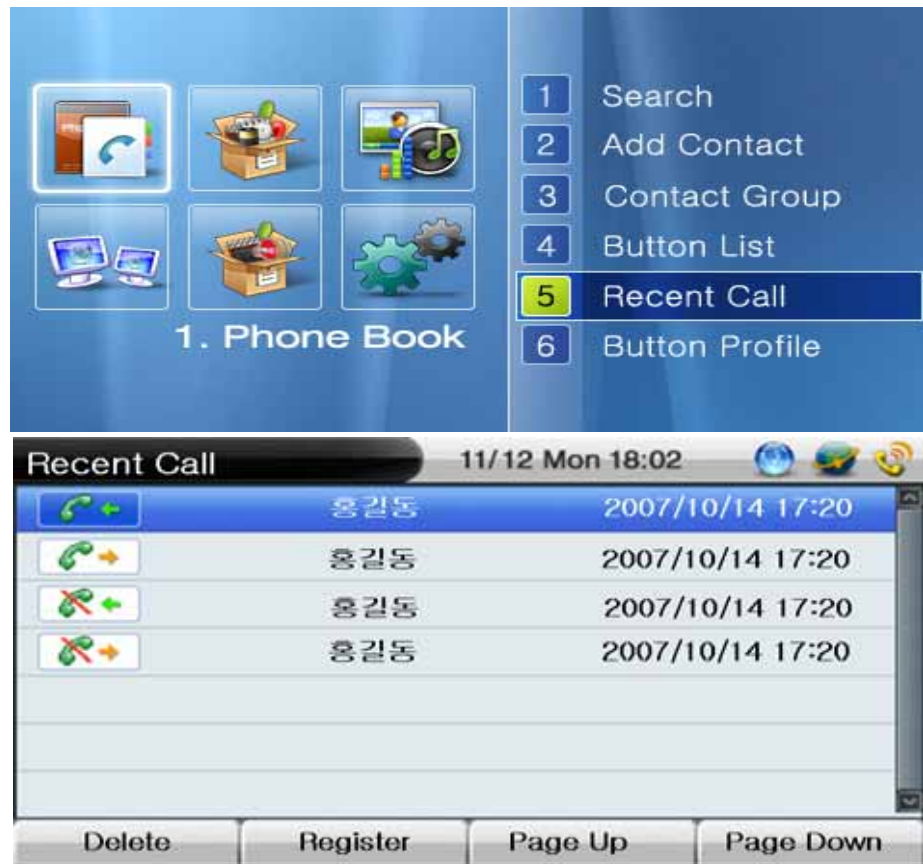 1 Search
2 Add Contact
3 Contact Group
4 Button List
5 Recent Call
6 Button Profile
1. Phone Book
Recent Call 11/12 Mon 18:02
홍길동 2007/10/14 17:20
홍길동 2007/10/14 17:20
홍길동 2007/10/14 17:20
홍길동 2007/10/14 17:20
Delete Register Page Up Page Down